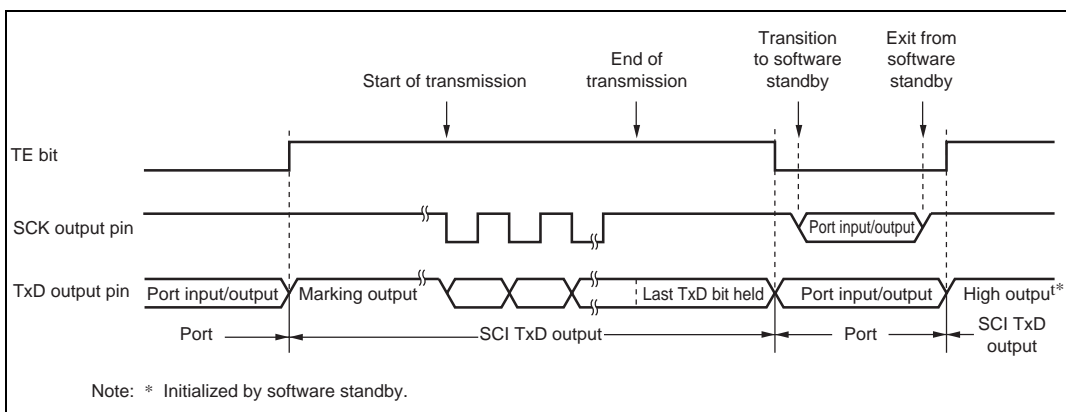 Start of transmission
End of
transmission
Transition
to software
standby
Exit from
software
standby
TE bit
SCK output pin
Port input/output
TxD output pin
Port input/output
Marking output
Last TxD bit held
Port input/output
High output*
Port
SCI TxD output
Port
SCI TxD
output
Note: * Initialized by software standby.